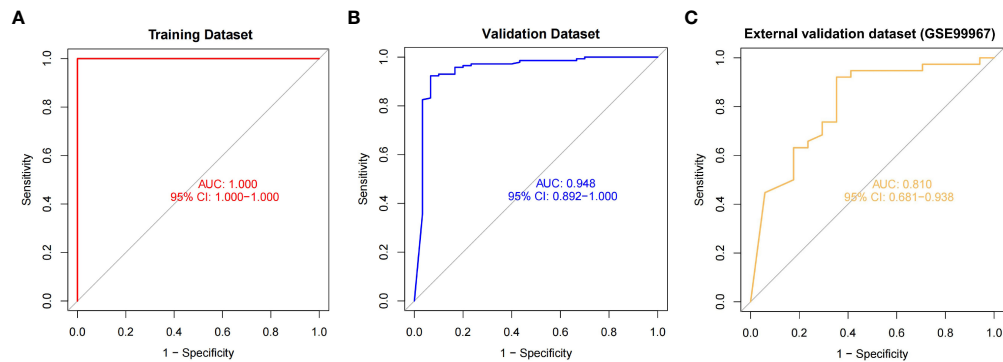 A
Training Dataset
1.0
0.8
0.6
0.4
0.2
0.0
Sensitivity
AUC: 1.000
95% CI: 1.000−1.000
0.0 0.2 0.4 0.6 0.8 1.0
1 − Specificity
B
Validation Dataset
1.0
0.8
0.6
0.4
0.2
0.0
Sensitivity
AUC: 0.948
95% CI: 0.892−1.000
0.0 0.2 0.4 0.6 0.8 1.0
1 − Specificity
C
External validation dataset (GSE99967)
1.0
0.8
0.6
0.4
0.2
0.0
Sensitivity
AUC: 0.810
95% CI: 0.681−0.938
0.0 0.2 0.4 0.6 0.8 1.0
1 − Specificity